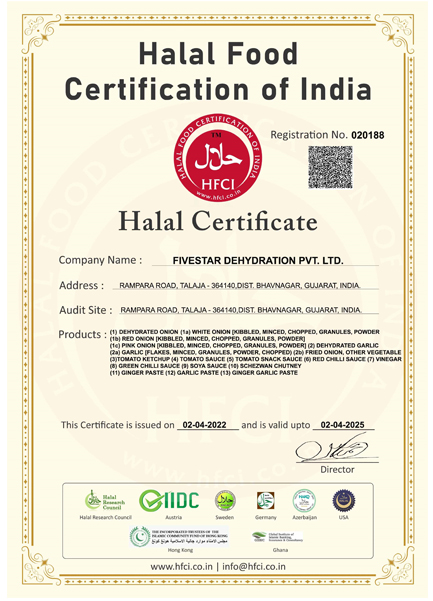 Halal Food
Certification of India
Registration No. 020188
HALAL FOOD CERTIFICATION OF INDIA
TM
حلال
HFCI
www.hfci.co.in
Halal Certificate
Company Name : FIVESTAR DEHYDRATION PVT. LTD.
Address : RAMPARA ROAD, TALAJA - 364140,DIST. BHAVNAGAR, GUJARAT, INDIA.
Audit Site : RAMPARA ROAD, TALAJA - 364140,DIST. BHAVNAGAR, GUJARAT, INDIA.
Products : (1) DEHYDRATED ONION (1a) WHITE ONION [KIBBLED, MINCED, CHOPPED, GRANULES, POWDER
(1b) RED ONION [KIBBLED, MINCED, CHOPPED, GRANULES, POWDER]
(1c) PINK ONION [KIBBLED, MINCED, CHOPPED, GRANULES, POWDER] (2) DEHYDRATED GARLIC
(2a) GARLIC [FLAKES, MINCED, GRANULES, POWDER, CHOPPED) (2b) FRIED ONION, OTHER VEGETABLE
(3)TOMATO KETCHUP (4) TOMATO SAUCE (5) TOMATO SNACK SAUCE (6) RED CHILLI SAUCE (7) VINEGAR
(8) GREEN CHILLI SAUCE (9) SOYA SAUCE (10) SCHEZWAN CHUTNEY
(11) GINGER PASTE (12) GARLIC PASTE (13) GINGER GARLIC PASTE
This Certificate is issued on 02-04-2022 and is valid upto 02-04-2025
Director
Halal
Research
Council
IIDC
Halal Research Council Austria Sweden Germany Azerbaijan USA
THE INCORPORATED TRUSTEES OF THE
ISLAMIC COMMUNITY FUND OF HONG KONG
Hong Kong Ghana
www.hfci.co.in | info@hfci.co.in